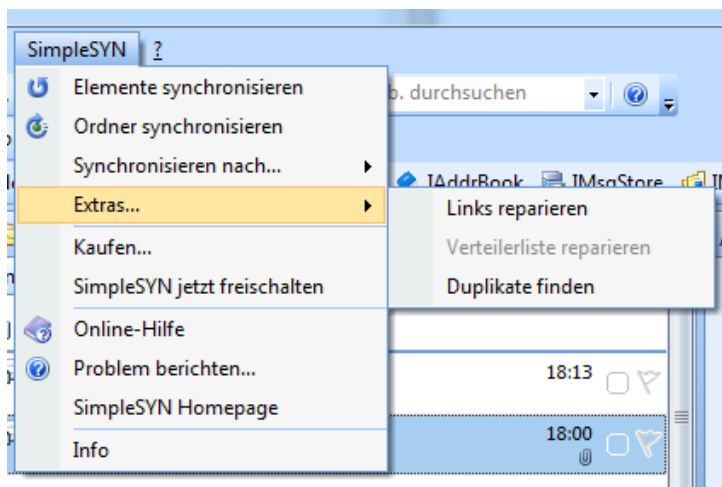 SimpleSYN ?
Elemente synchronisieren
durchsuchen
Ordner synchronisieren
Synchronisieren nach...
IAddrBook IMsgStore
Extras...
Links reparieren
Verteilerliste reparieren
Duplikate finden
Kaufen...
SimpleSYN jetzt freischalten
Online-Hilfe
Problem berichten...
18:13
SimpleSYN Homepage
18:00
Info